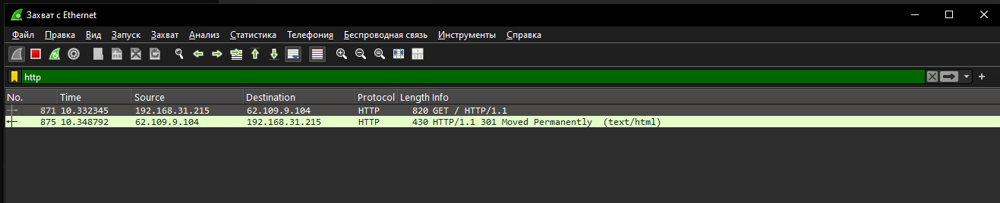 Захват с Ethernet
Файл Правка Вид Запуск Захват Анализ Статистика Телефония Беспроводная связь Инструменты Справка
http
No. Time Source Destination Protocol Length Info
871 10.332345 192.168.31.215 62.109.9.104 HTTP 820 GET / HTTP/1.1
875 10.348792 62.109.9.104 192.168.31.215 HTTP 430 HTTP/1.1 301 Moved Permanently (text/html)